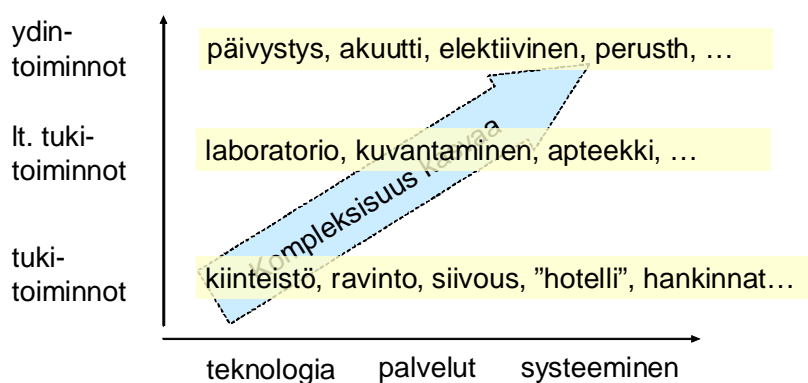 ydin-
toiminnot
päivystys, akuutti, elektiivinen, perusth, …
lt. tuki-
toiminnot
laboratorio, kuvantaminen, apteekki, …
Kompleksisuus kasvaa
tuki-
toiminnot
kiinteistö, ravinto, siivous, ”hotelli”, hankinnat…
teknologia palvelut systeeminen